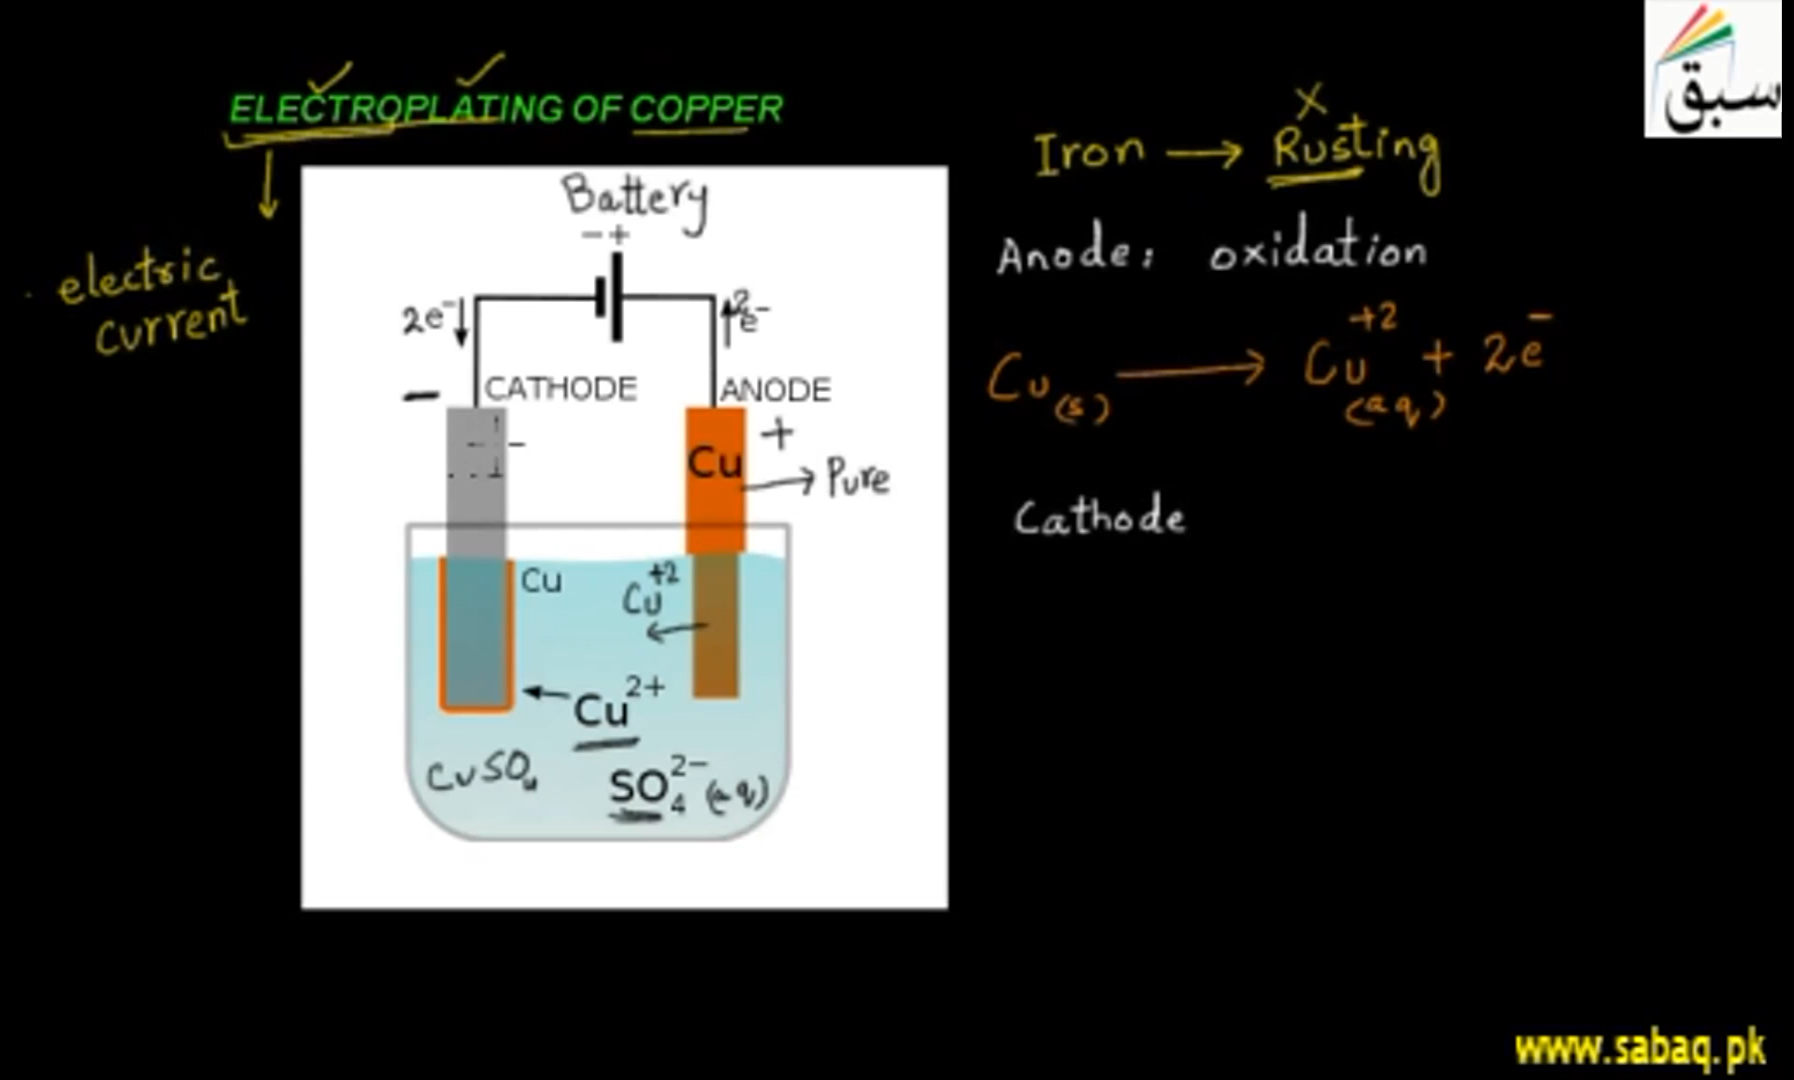 ELECTROPLATING OF COPPER
electric
current
Battery
- +
2e⁻
2e⁻
- CATHODE
ANODE
+
Cu
Pure
Cu
Cu⁺²
Cu²⁺
CuSO₄
SO₄²⁻ (aq)
x
Iron → Rusting
Anode: oxidation
Cu(s) → Cu⁺²(aq) + 2e⁻
Cathode
سبق
www.sabaq.pk